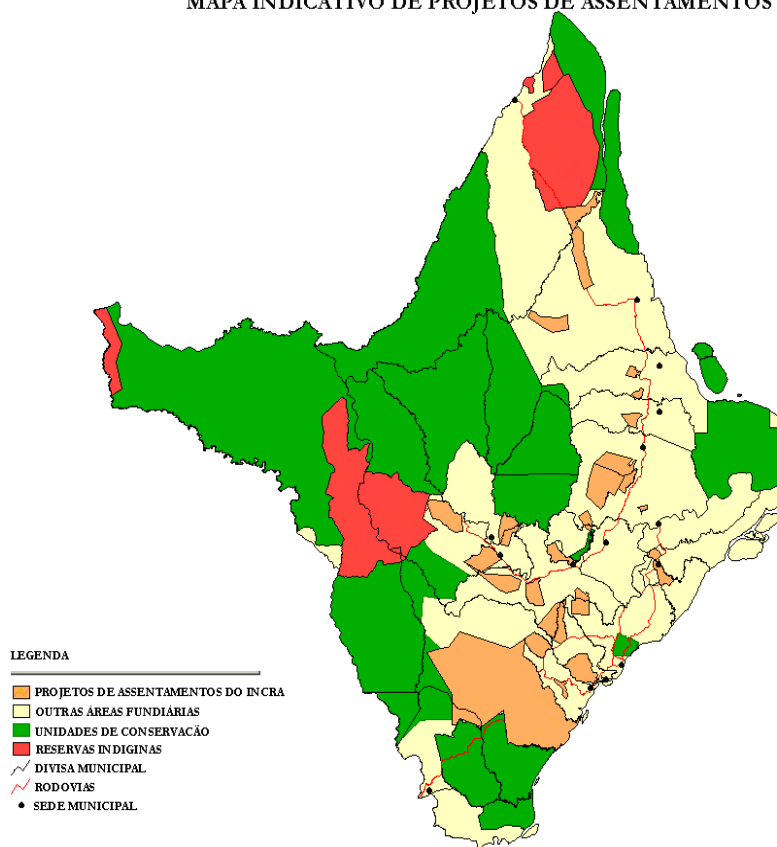 MAPA INDICATIVO DE PROJETOS DE ASSENTAMENTOS
LEGENDA
PROJETOS DE ASSENTAMENTOS DO INCRA
OUTRAS ÁREAS FUNDIÁRIAS
UNIDADES DE CONSERVACÃO
RESERVAS INDIGINAS
DIVISA MUNICIPAL
RODOVIAS
SEDE MUNICIPAL